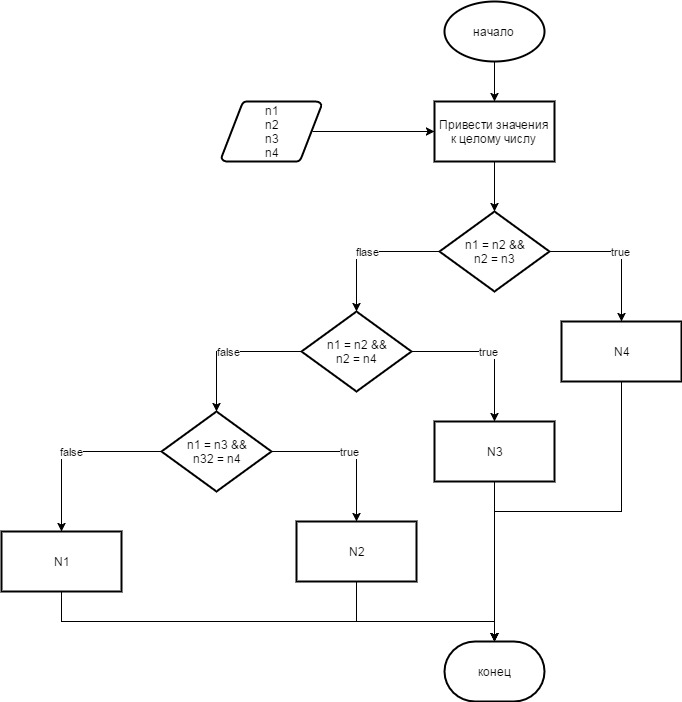 начало
n1
n2
n3
n4
Привести значения
к целому числу
n1 = n2 &&
n2 = n3
flase
true
n1 = n2 &&
n2 = n4
N4
false
true
n1 = n3 &&
n32 = n4
N3
false
true
N1
N2
конец